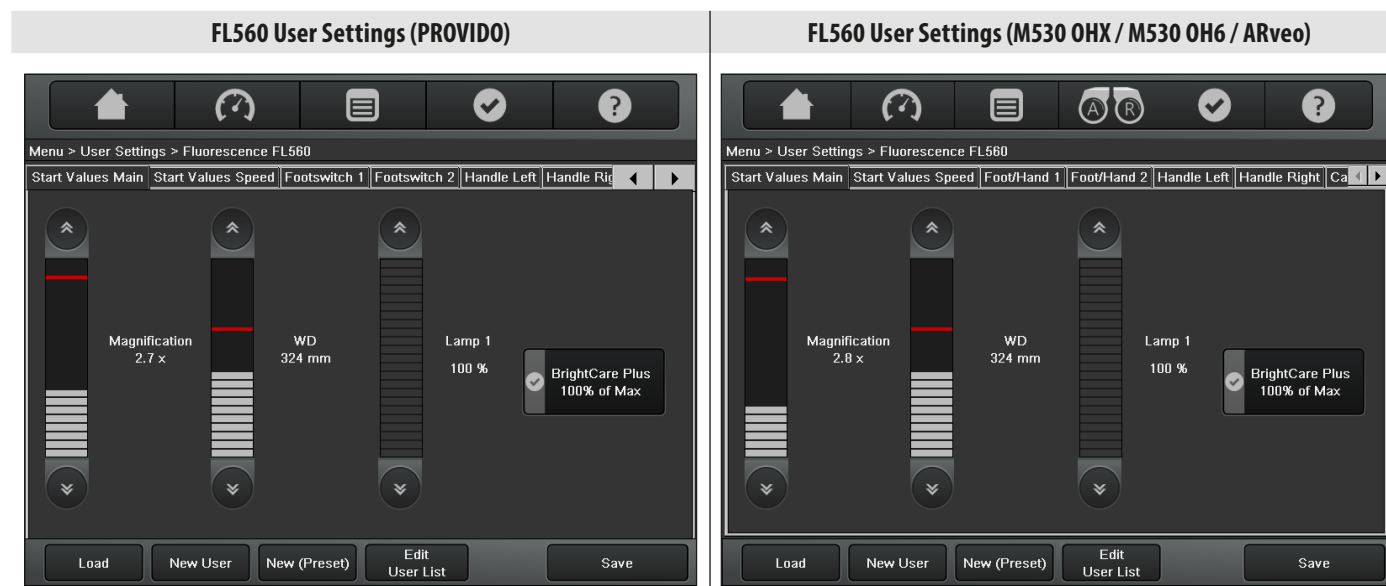 FL560 User Settings (PROVIDO)
Menu > User Settings > Fluorescence FL560
Start Values Main Start Values Speed Footswitch 1 Footswitch 2 Handle Left Handle Rig
Magnification
2.7 x
WD
324 mm
Lamp 1
100 %
BrightCare Plus
100% of Max
Load New User New (Preset) Edit
User List
Save
FL560 User Settings (M530 OHX / M530 OH6 / ARveo)
A R
Menu > User Settings > Fluorescence FL560
Start Values Main Start Values Speed Foot/Hand 1 Foot/Hand 2 Handle Left Handle Right Ca
Magnification
2.8 x
WD
324 mm
Lamp 1
100 %
BrightCare Plus
100% of Max
Load New User New (Preset) Edit
User List
Save